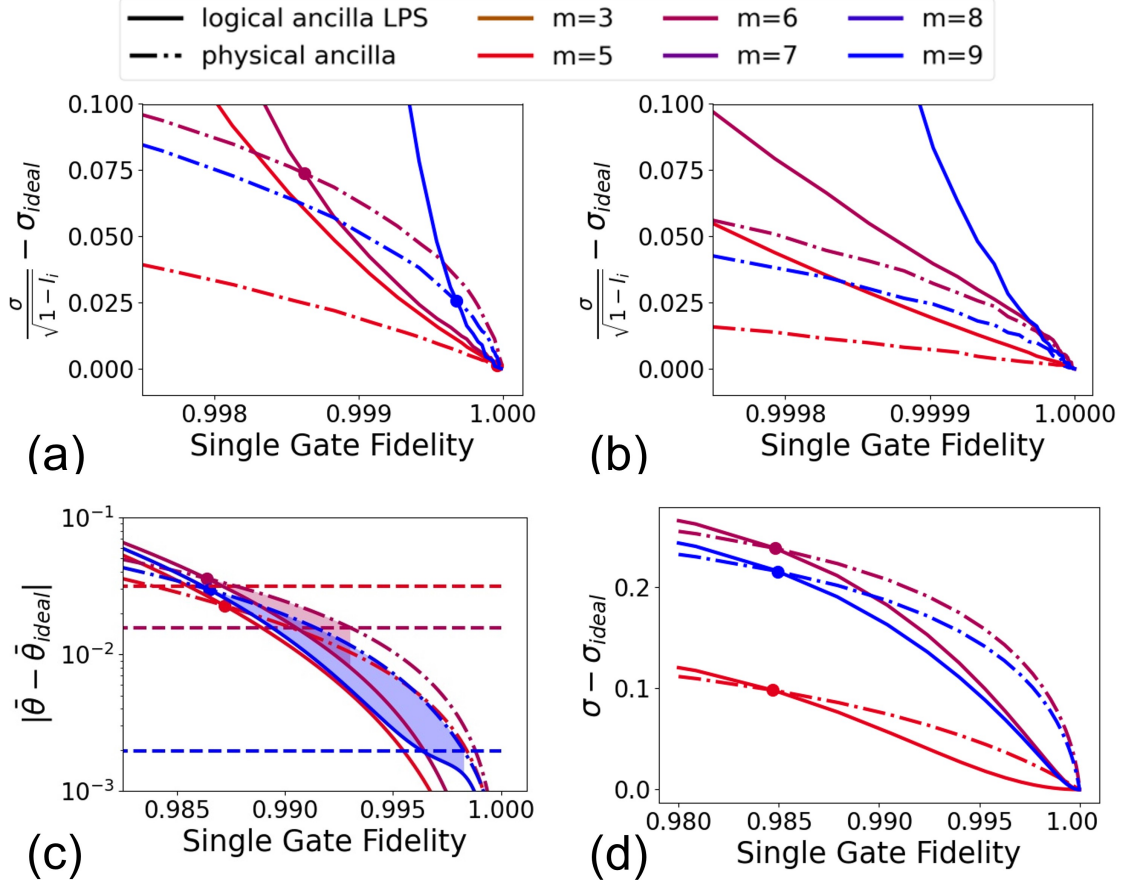 logical ancilla LPS m=3 m=6 m=8
physical ancilla m=5 m=7 m=9
0.100
0.075
0.050
0.025
0.000
σ/√(1 − l_i) − σ_ideal
0.998 0.999 1.000
Single Gate Fidelity
(a)
0.100
0.075
0.050
0.025
0.000
σ/√(1 − l_i) − σ_ideal
0.9998 0.9999 1.000
Single Gate Fidelity
(b)
10⁻¹
10⁻²
10⁻³
|θ̄ − θ̄_ideal|
0.985 0.990 0.995 1.000
Single Gate Fidelity
(c)
0.2
0.1
0.0
σ − σ_ideal
0.980 0.985 0.990 0.995 1.00
Single Gate Fidelity
(d)